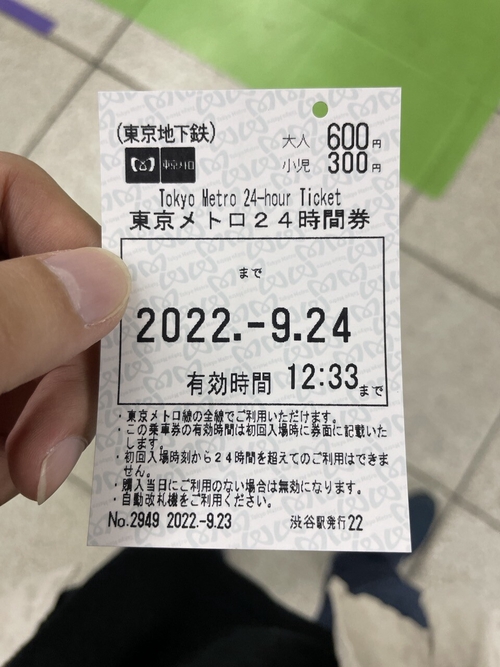 (東京地下鉄)
大人 600円
東京メトロ 小児 300円
Tokyo Metro 24-hour Ticket
東京メトロ24時間券
まで
2022.-9.24
有効時間 12:33まで
・東京メトロ線の全線でご利用いただけます。
・この乗車券の有効時間は初回入場時に券面に記載いた
します。
・初回入場時刻から24時間を超えてのご利用はできま
せん。
・購入当日にご利用のない場合は無効になります。
・自動改札機をご利用ください。
No.2949 2022.-9.23 渋谷駅発行22